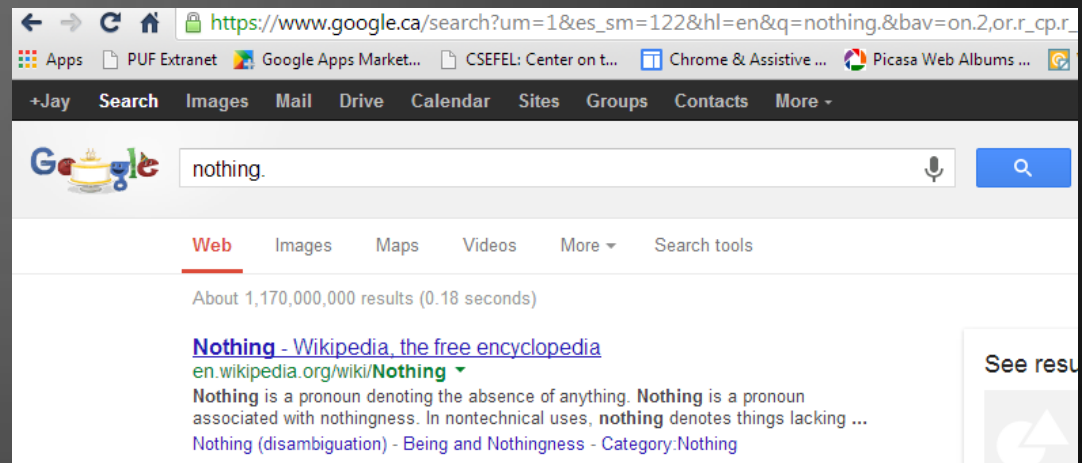 https://www.google.ca/search?um=1&es_sm=122&hl=en&q=nothing.&bav=on.2,or.r_cp.r_
Apps PUF Extranet Google Apps Market... CSEFEL: Center on t... Chrome & Assistive ... Picasa Web Albums ...
+Jay Search Images Mail Drive Calendar Sites Groups Contacts More
Google nothing.
Web Images Maps Videos More Search tools
About 1,170,000,000 results (0.18 seconds)
Nothing - Wikipedia, the free encyclopedia
en.wikipedia.org/wiki/Nothing
See resu
Nothing is a pronoun denoting the absence of anything. Nothing is a pronoun
associated with nothingness. In nontechnical uses, nothing denotes things lacking ...
Nothing (disambiguation) - Being and Nothingness - Category:Nothing